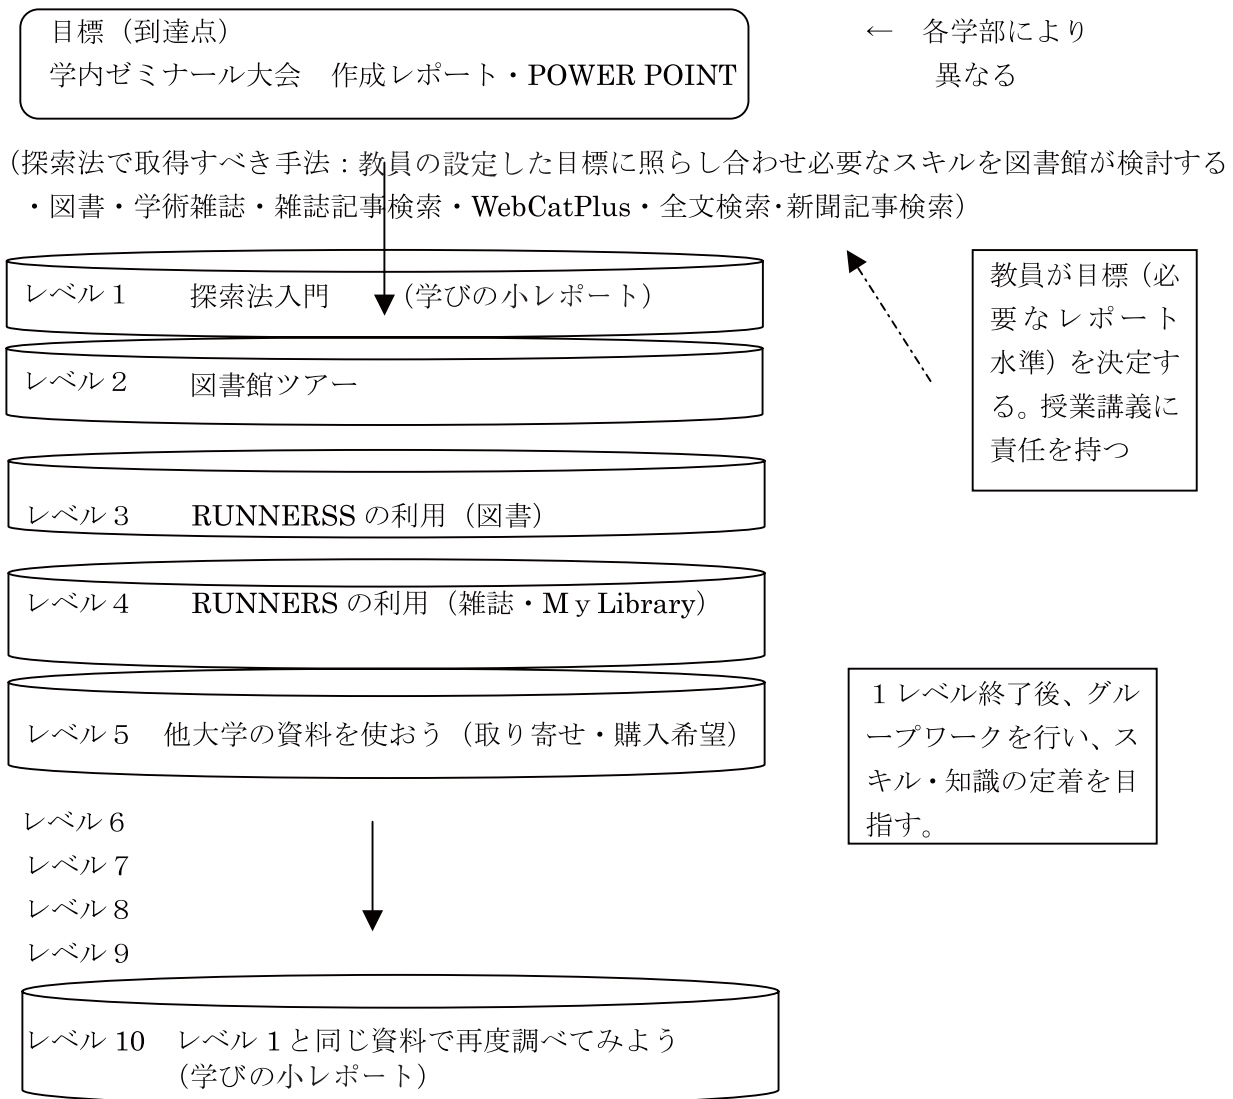 目標（到達点）
学内ゼミナール大会　作成レポート・POWER POINT
←　各学部により
異なる
（探索法で取得すべき手法：教員の設定した目標に照らし合わせ必要なスキルを図書館が検討する
・図書・学術雑誌・雑誌記事検索・WebCatPlus・全文検索･新聞記事検索）
レベル１　　探索法入門　　（学びの小レポート）
レベル２　　図書館ツアー
教員が目標（必
要なレポート
水準）を決定す
る。授業講義に
責任を持つ
レベル３　　RUNNERSS の利用（図書）
レベル４　　RUNNERS の利用（雑誌・Mｙ Library）
レベル５　他大学の資料を使おう（取り寄せ・購入希望）
１レベル終了後、グル
ープワークを行い、ス
キル・知識の定着を目
指す。
レベル６
レベル７
レベル８
レベル９
レベル 10　レベル１と同じ資料で再度調べてみよう
（学びの小レポート）